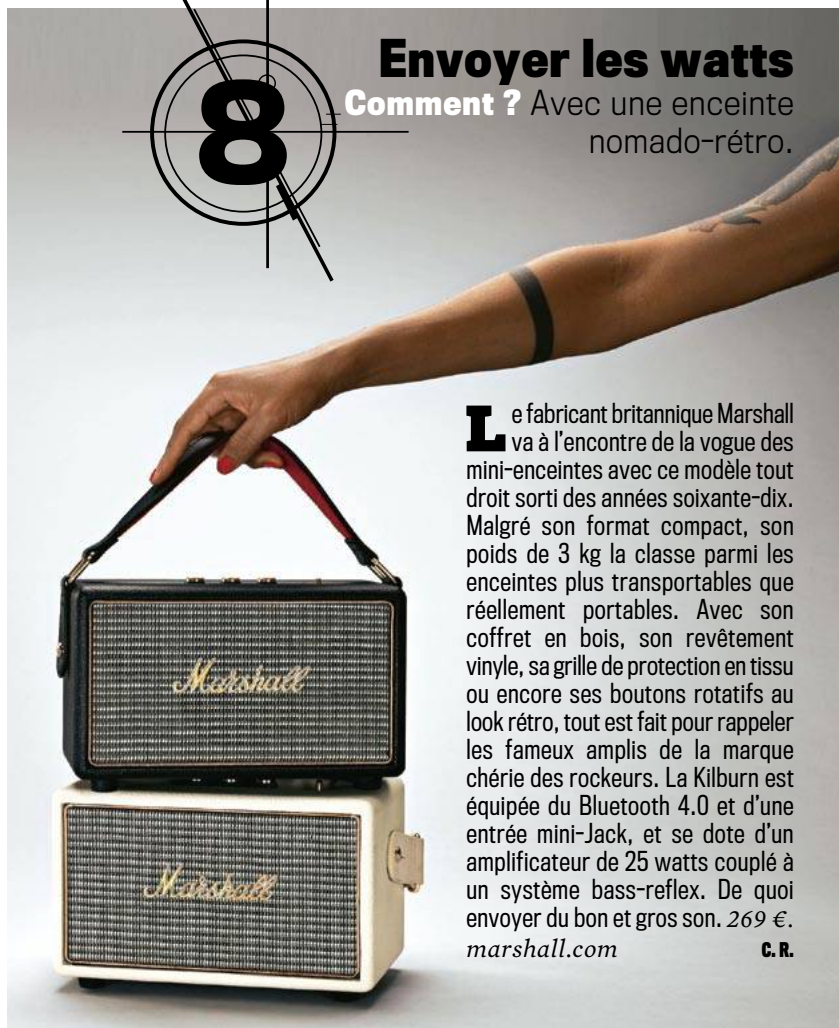 8
Envoyer les watts
Comment ? Avec une enceinte
nomado-rétro.
Le fabricant britannique Marshall
va à l'encontre de la vogue des
mini-enceintes avec ce modèle tout
droit sorti des années soixante-dix.
Malgré son format compact, son
poids de 3 kg la classe parmi les
enceintes plus transportables que
réellement portables. Avec son
coffret en bois, son revêtement
vinyle, sa grille de protection en tissu
ou encore ses boutons rotatifs au
look rétro, tout est fait pour rappeler
les fameux amplis de la marque
chérie des rockeurs. La Kilburn est
équipée du Bluetooth 4.0 et d'une
entrée mini-Jack, et se dote d'un
amplificateur de 25 watts couplé à
un système bass-reflex. De quoi
envoyer du bon et gros son. 269 €.
marshall.com C. R.
Marshall
Marshall